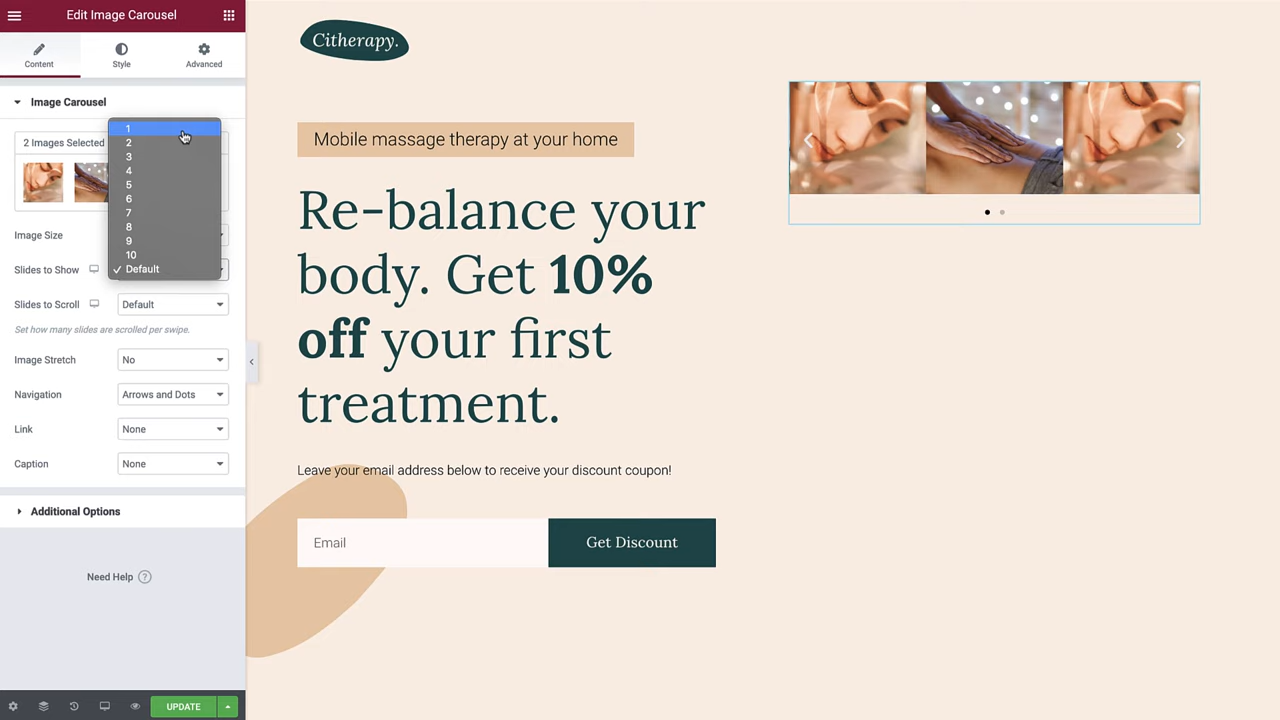 Edit Image Carousel
Content
Style
Advanced
Image Carousel
2 Images Selected
1
2
3
4
5
6
7
8
9
10
✓ Default
Image Size
Slides to Show
Slides to Scroll
Default
Set how many slides are scrolled per swipe.
Image Stretch
No
Navigation
Arrows and Dots
Link
None
Caption
None
Additional Options
Need Help ?
UPDATE
Citherapy.
Mobile massage therapy at your home
Re-balance your
body. Get 10%
off your first
treatment.
Leave your email address below to receive your discount coupon!
Email
Get Discount